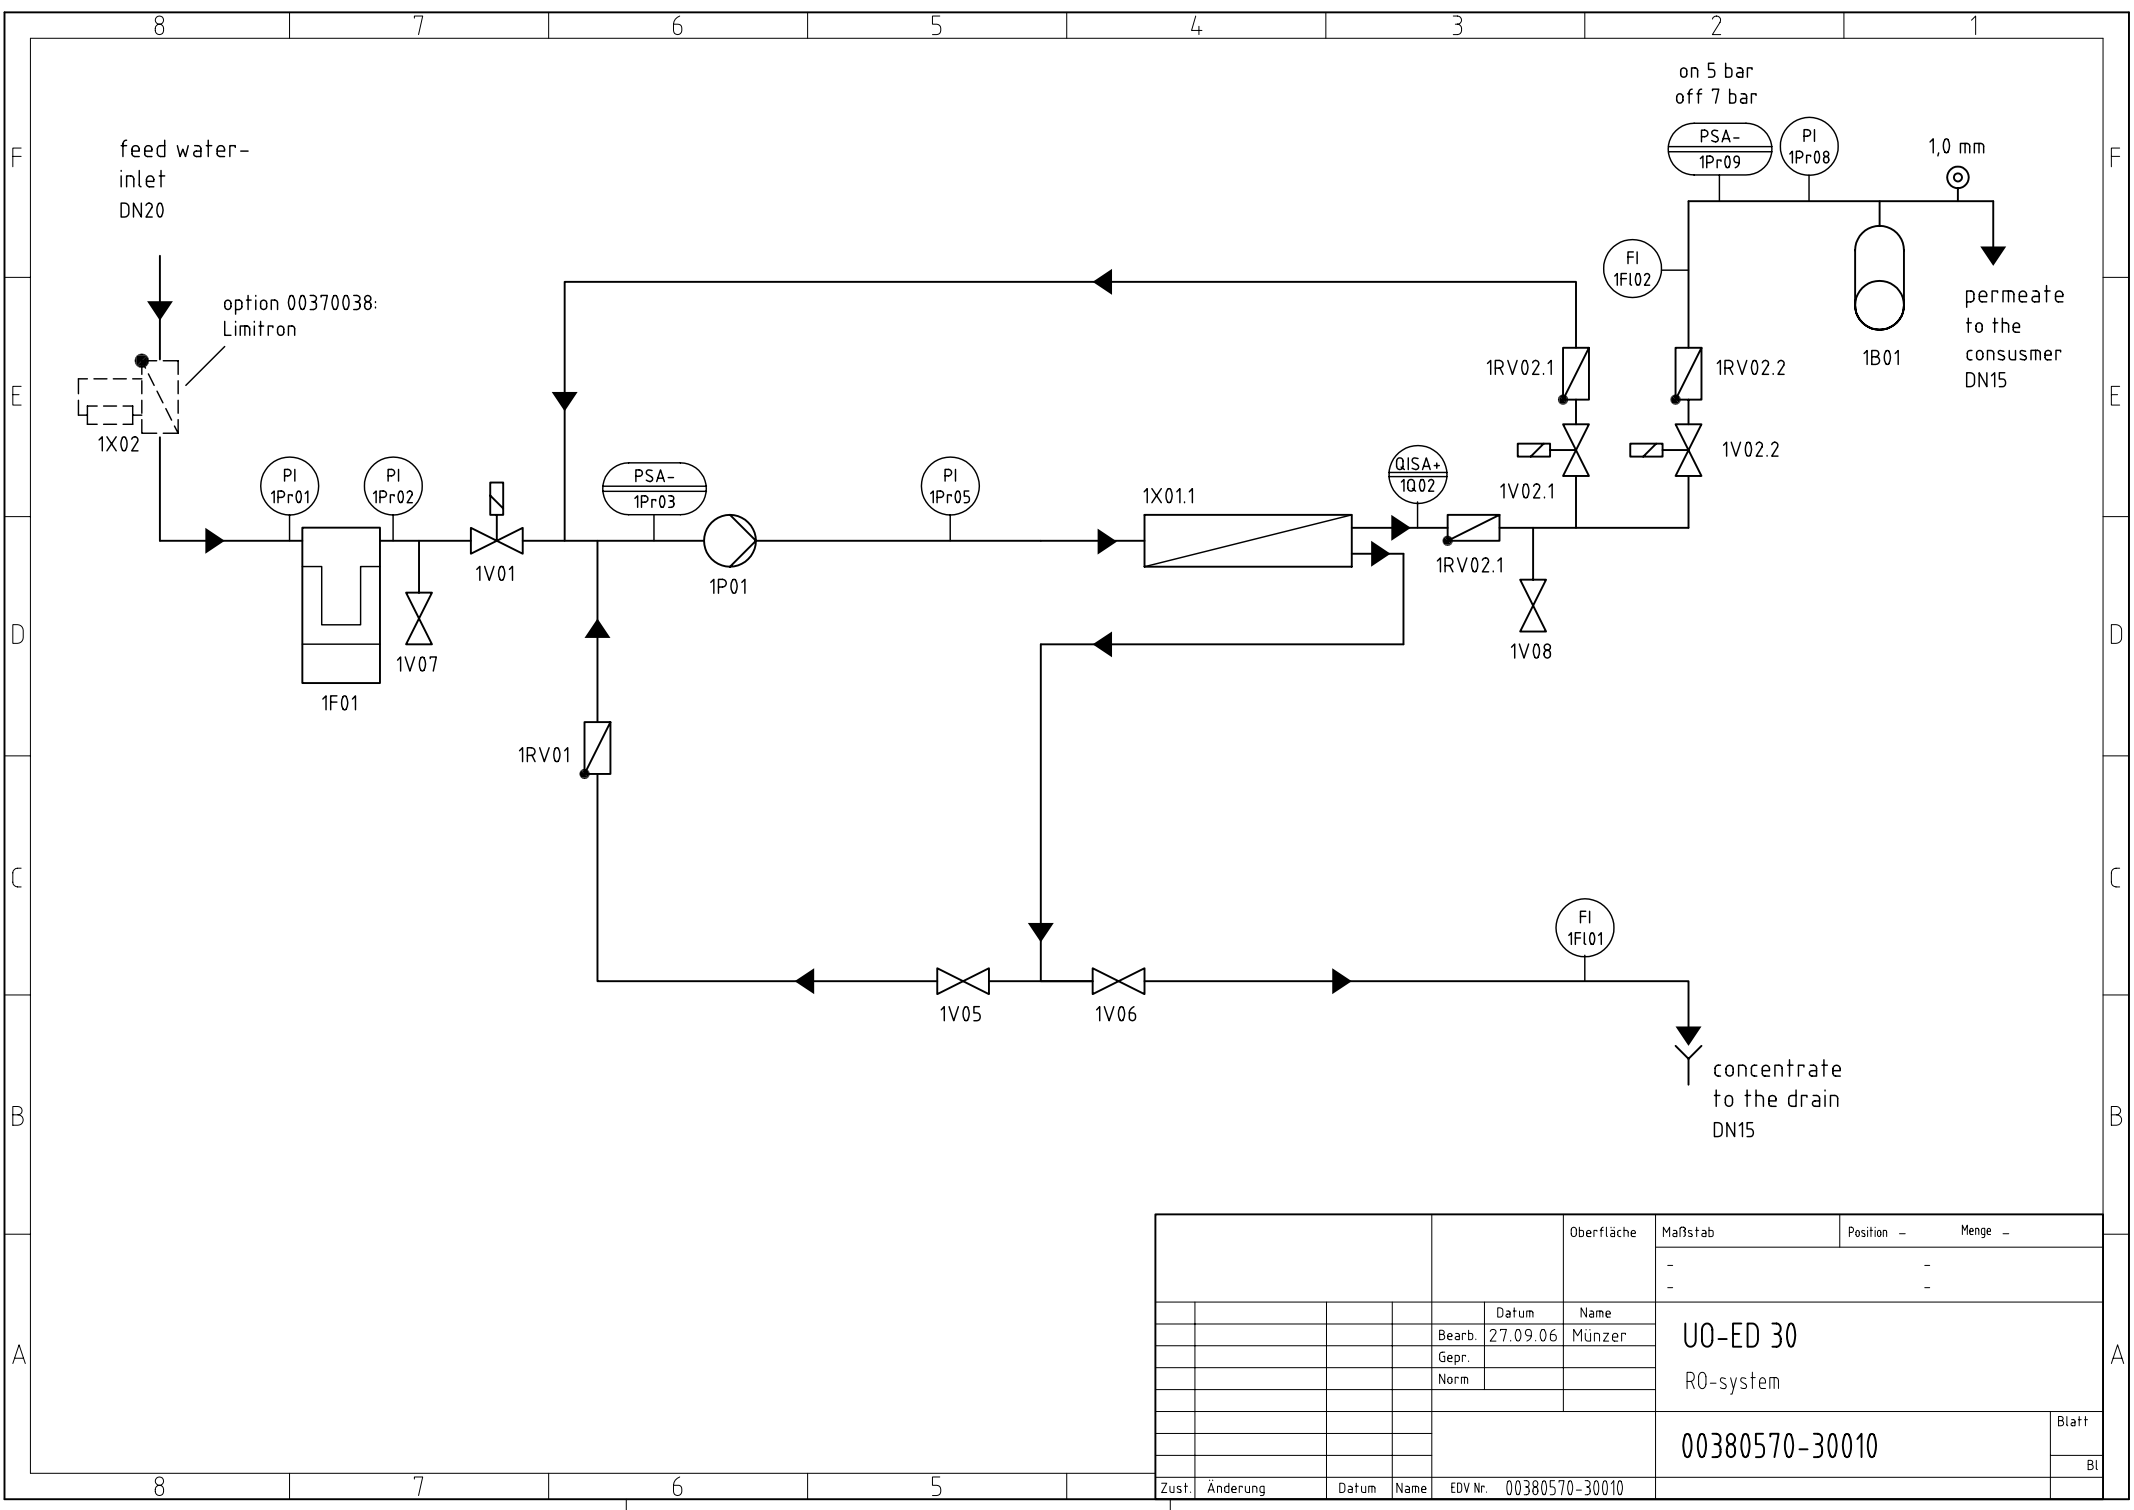 8 7 6 5 4 3 2 1
on 5 bar
off 7 bar
PSA-
1Pr09
PI
1Pr08
1,0 mm
F
F
feed water-
inlet
DN20
FI
1Fl02
permeate
to the
consusmer
DN15
option 00370038:
Limitron
1B01
1RV02.1
1RV02.2
E
E
1X02
1V02.1
1V02.2
PI
1Pr01
PI
1Pr02
PSA-
1Pr03
PI
1Pr05
QISA+
1Q02
1X01.1
1V01
1P01
1RV02.1
D
D
1V07
1V08
1F01
1RV01
C
C
FI
1Fl01
1V05
1V06
concentrate
to the drain
DN15
B
B
Oberfläche
Maßstab
Position -
Menge -
- -
- -
Datum Name
Bearb. 27.09.06 Münzer
Gepr.
Norm
UO-ED 30
RO-system
A
A
00380570-30010
Blatt
Bl
Zust. Änderung Datum Name EDV Nr. 00380570-30010
8 7 6 5